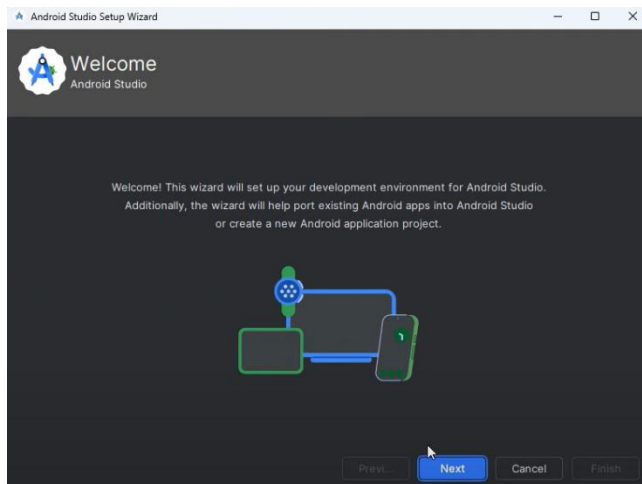 Android Studio Setup Wizard
Welcome
Android Studio
Welcome! This wizard will set up your development environment for Android Studio.
Additionally, the wizard will help port existing Android apps into Android Studio
or create a new Android application project.
Previ... Next Cancel Finish